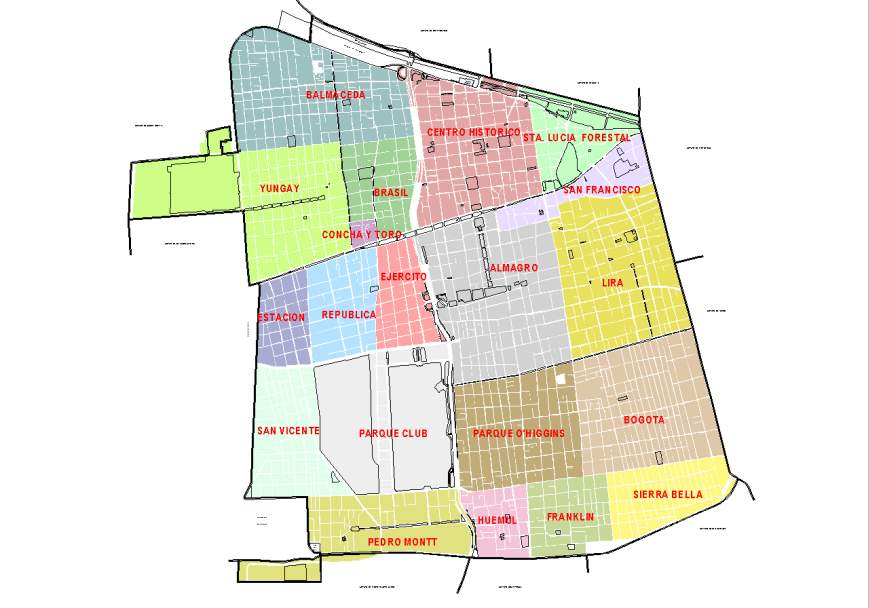 BALMACEDA
CENTRO HISTORICO
STA. LUCIA FORESTAL
YUNGAY
BRASIL
SAN FRANCISCO
CONCHA Y TORO
ALMAGRO
EJERCITO
LIRA
ESTACION
REPUBLICA
BOGOTA
SAN VICENTE
PARQUE CLUB
PARQUE O'HIGGINS
SIERRA BELLA
HUEMUL
FRANKLIN
PEDRO MONTT